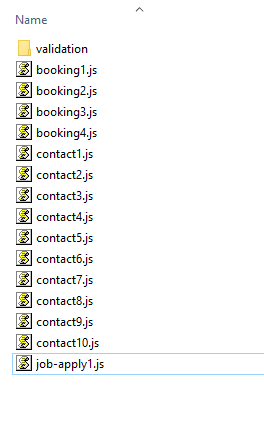 Name
validation
booking1.js
booking2.js
booking3.js
booking4.js
contact1.js
contact2.js
contact3.js
contact4.js
contact5.js
contact6.js
contact7.js
contact8.js
contact9.js
contact10.js
job-apply1.js